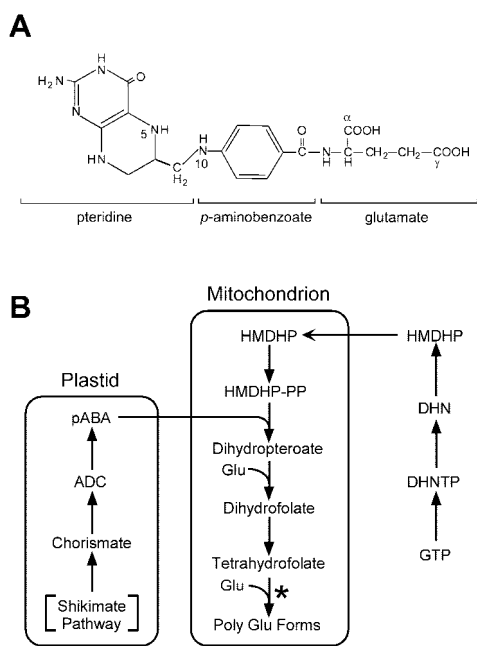 A
H
N
O
H₂N
N
5
NH
HN
C
H₂
H
N
10
O
C
N
H
α
COOH
C
H
CH₂
CH₂
COOH
γ
pteridine
p-aminobenzoate
glutamate
B
Mitochondrion
Plastid
HMDHP
HMDHP
HMDHP-PP
pABA
DHN
Dihydropteroate
Glu
ADC
DHNTP
Dihydrofolate
Chorismate
GTP
Tetrahydrofolate
Glu
*
Shikimate
Pathway
Poly Glu Forms